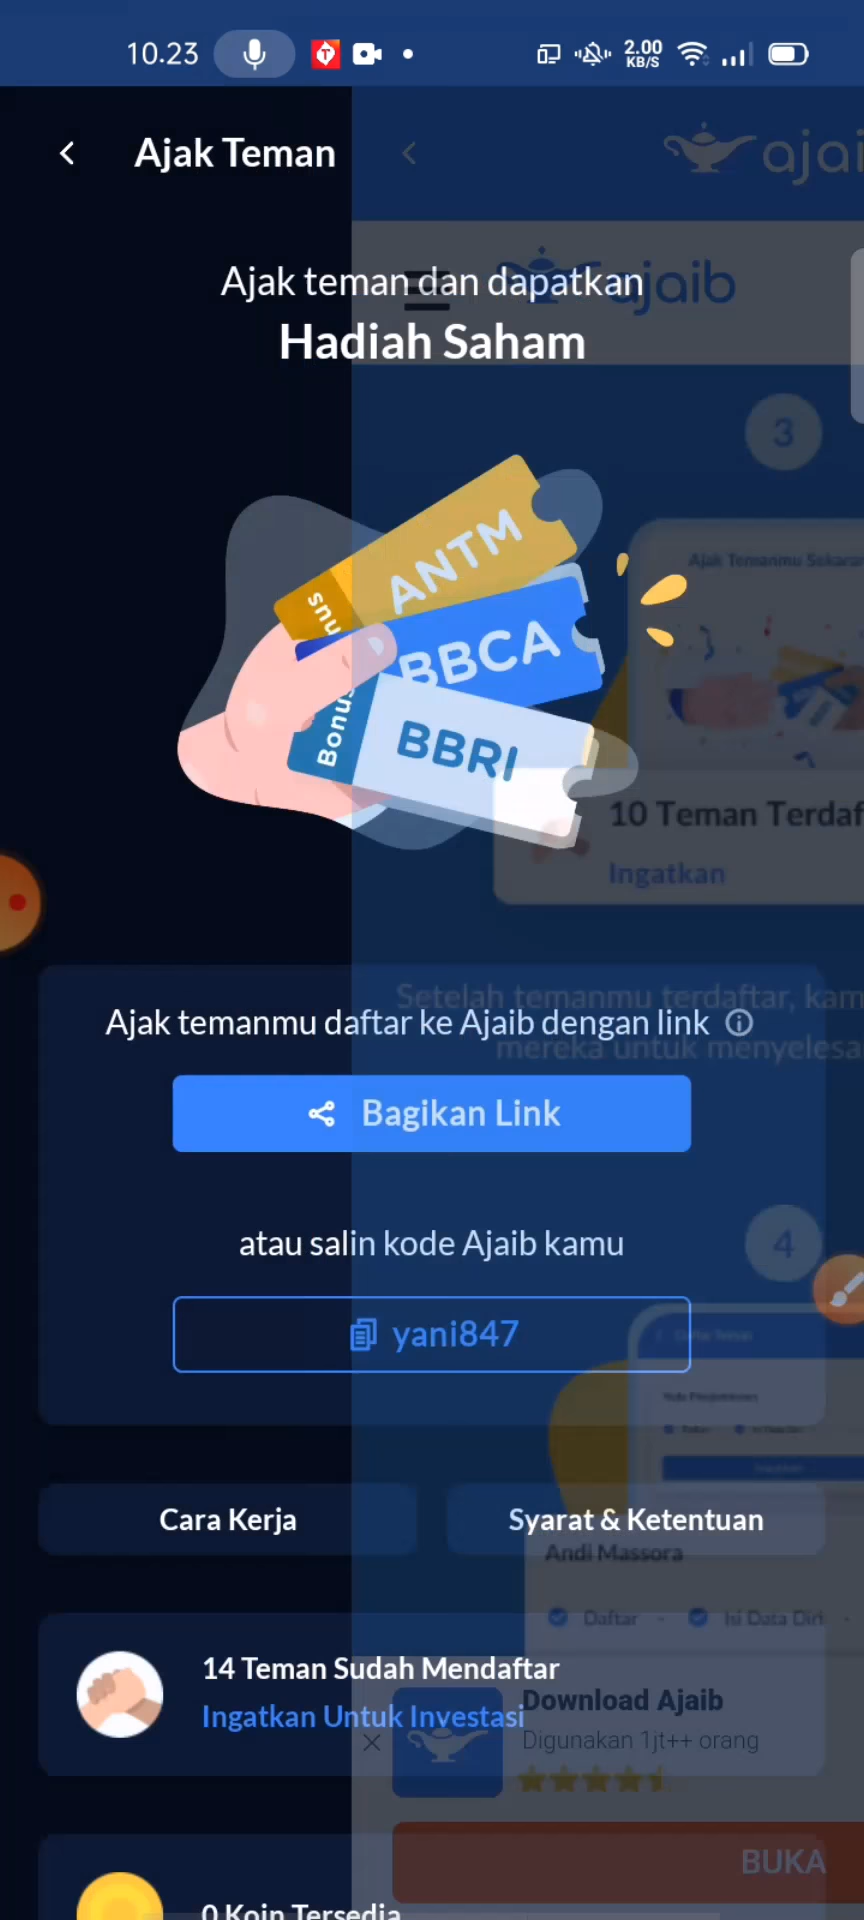 10.23
2.00
KB/S
Ajak Teman
ajai
ajaib
Ajak teman dan dapatkan
Hadiah Saham
3
ANTM
nus
Ajak Temanmu Sekaran
BBCA
Bonus
BBRI
10 Teman Terdaf
Ingatkan
Setelah temanmu terdaftar, kam
Ajak temanmu daftar ke Ajaib dengan link
mereka untuk menyelesa
Bagikan Link
atau salin kode Ajaib kamu
4
yani847
Cara Kerja
Syarat & Ketentuan
Andi Massora
Daftar
Isi Data Diri
14 Teman Sudah Mendaftar
Ingatkan Untuk Investasi
Download Ajaib
Digunakan 1jt++ orang
BUKA
0 Koin Tersedia